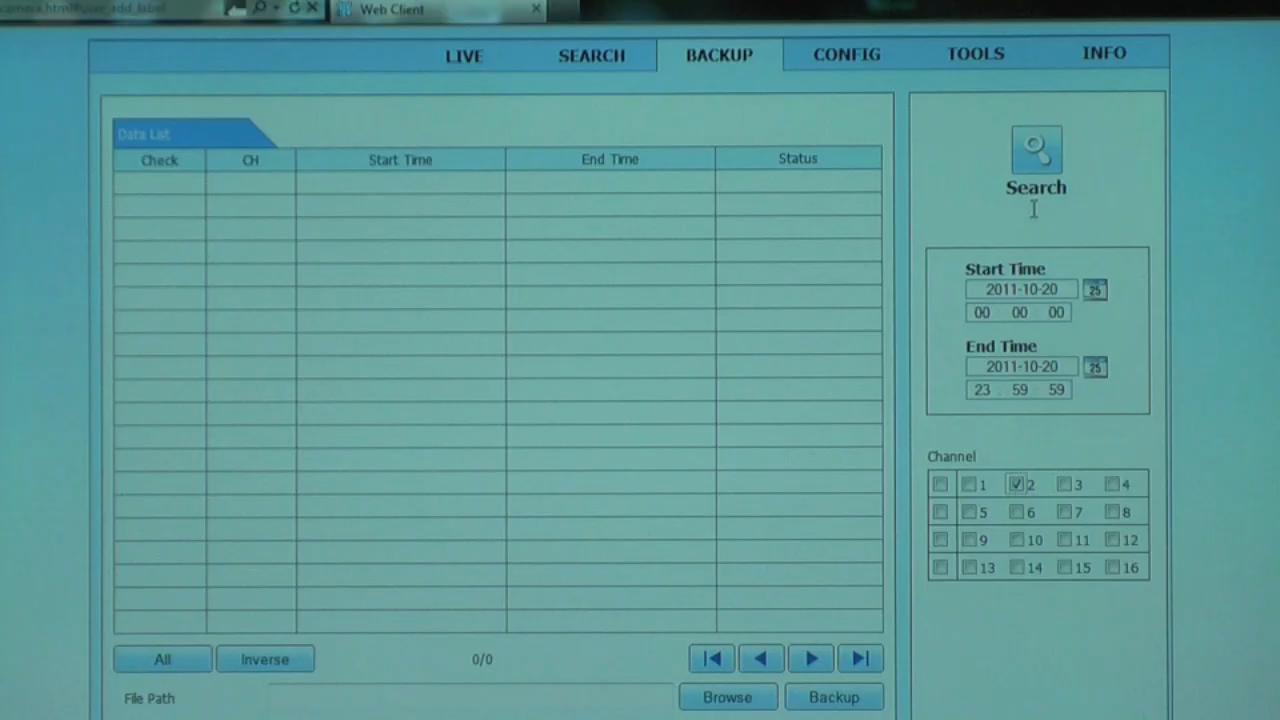 camera.html#user_add_label
Web Client
LIVE SEARCH BACKUP CONFIG TOOLS INFO
Data List
Check CH Start Time End Time Status
Search
Start Time
2011-10-20 25
00 00 00
End Time
2011-10-20 25
23 59 59
Channel
1 2 3 4
5 6 7 8
9 10 11 12
13 14 15 16
All Inverse 0/0
File Path Browse Backup